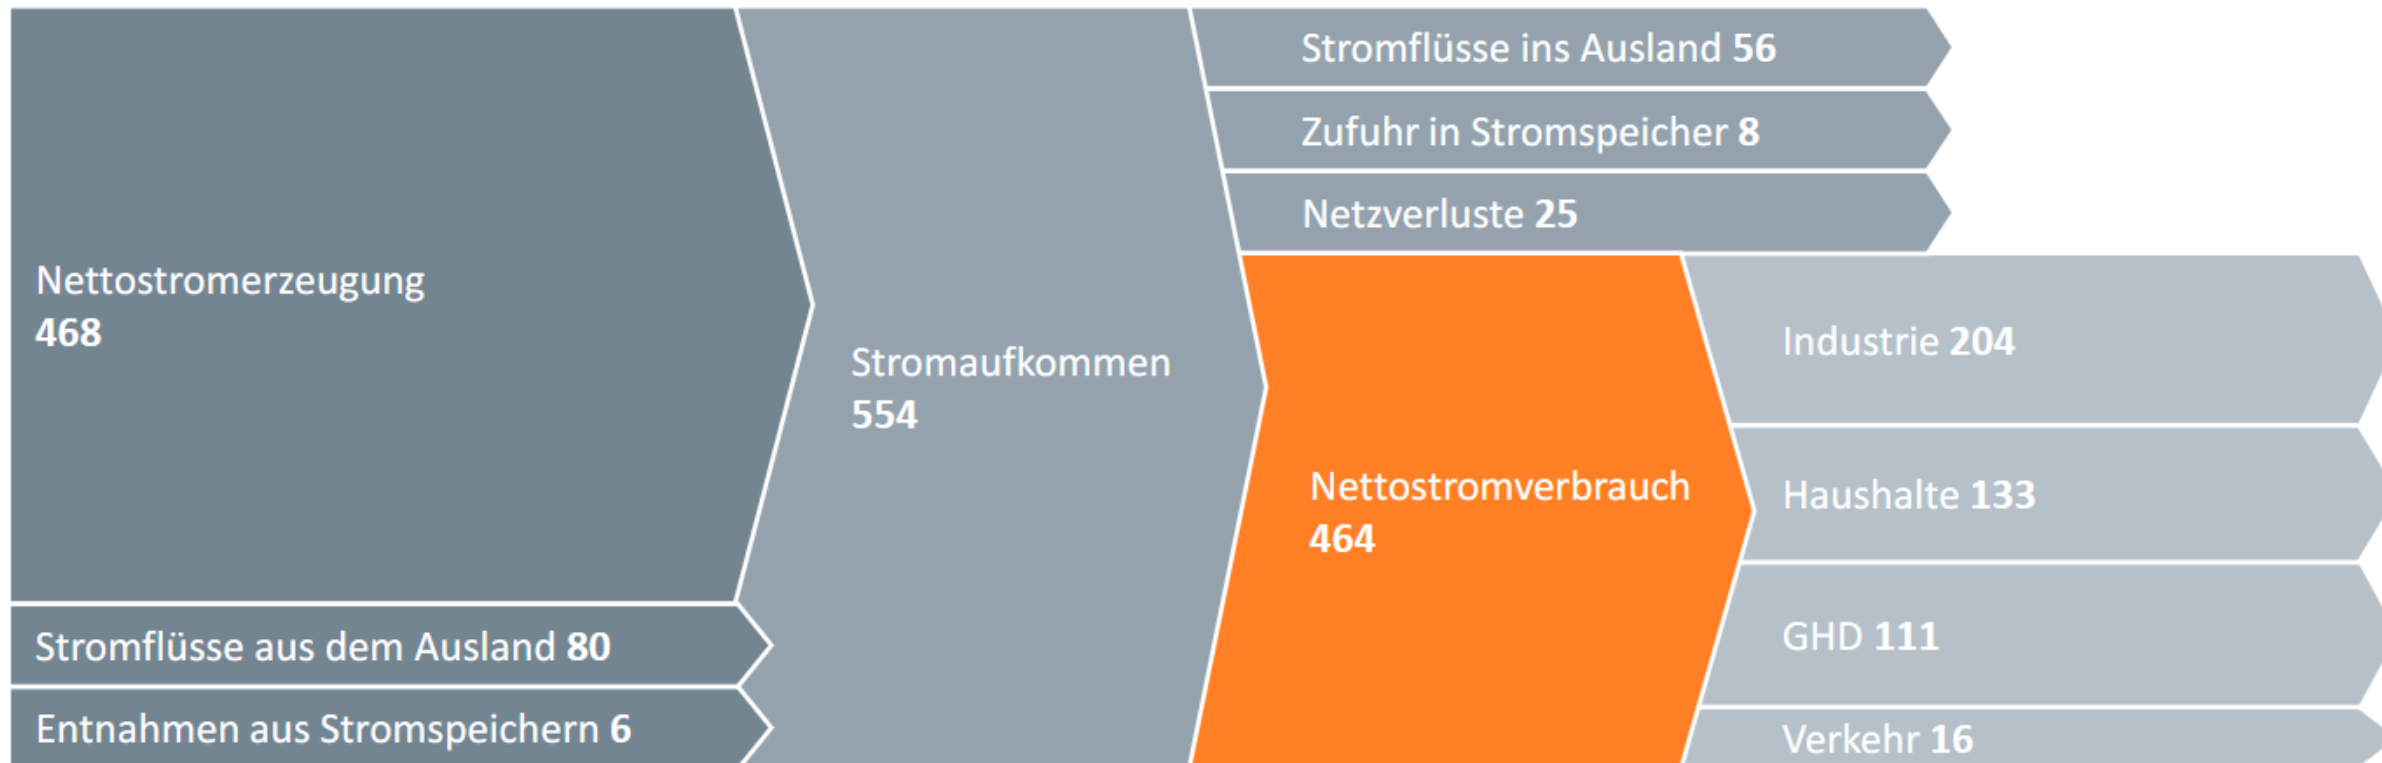 Nettostromerzeugung
468
Stromflüsse aus dem Ausland 80
Entnahmen aus Stromspeichern 6
Stromaufkommen
554
Stromflüsse ins Ausland 56
Zufuhr in Stromspeicher 8
Netzverluste 25
Nettostromverbrauch
464
Industrie 204
Haushalte 133
GHD 111
Verkehr 16